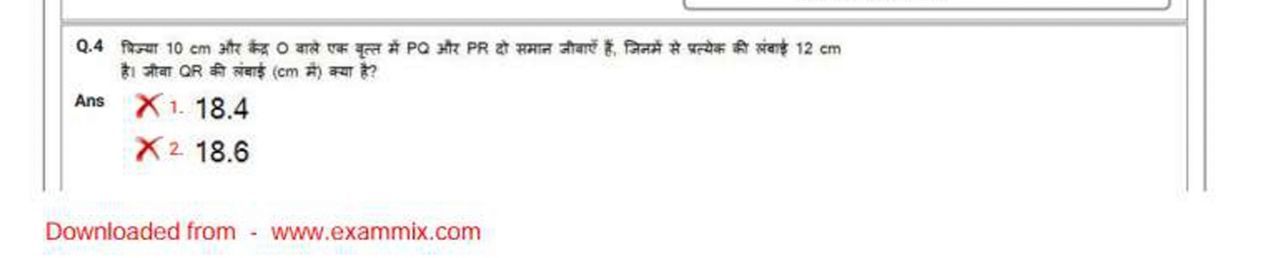 Q.4 त्रिज्या 10 cm और केंद्र O वाले एक वृत्त में PQ और PR दो समान जीवाएँ हैं, जिनमें से प्रत्येक की लंबाई 12 cm
है। जीवा QR की लंबाई (cm में) क्या है?
Ans 1. 18.4
2. 18.6
Downloaded from - www.exammix.com